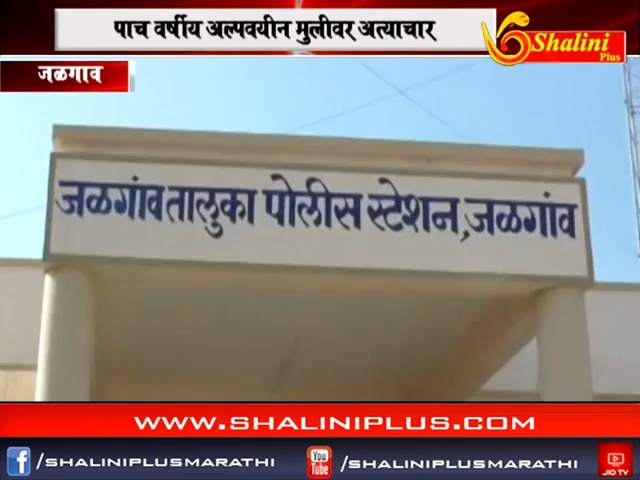 पाच वर्षीय अल्पवयीन मुलीवर अत्याचार
Shalini
Plus
जळगाव
जळगांव तालुका पोलीस स्टेशन, जळगांव
WWW.SHALINIPLUS.COM
f /SHALINIPLUSMARATHI
You Tube /SHALINIPLUSMARATHI
JIO TV